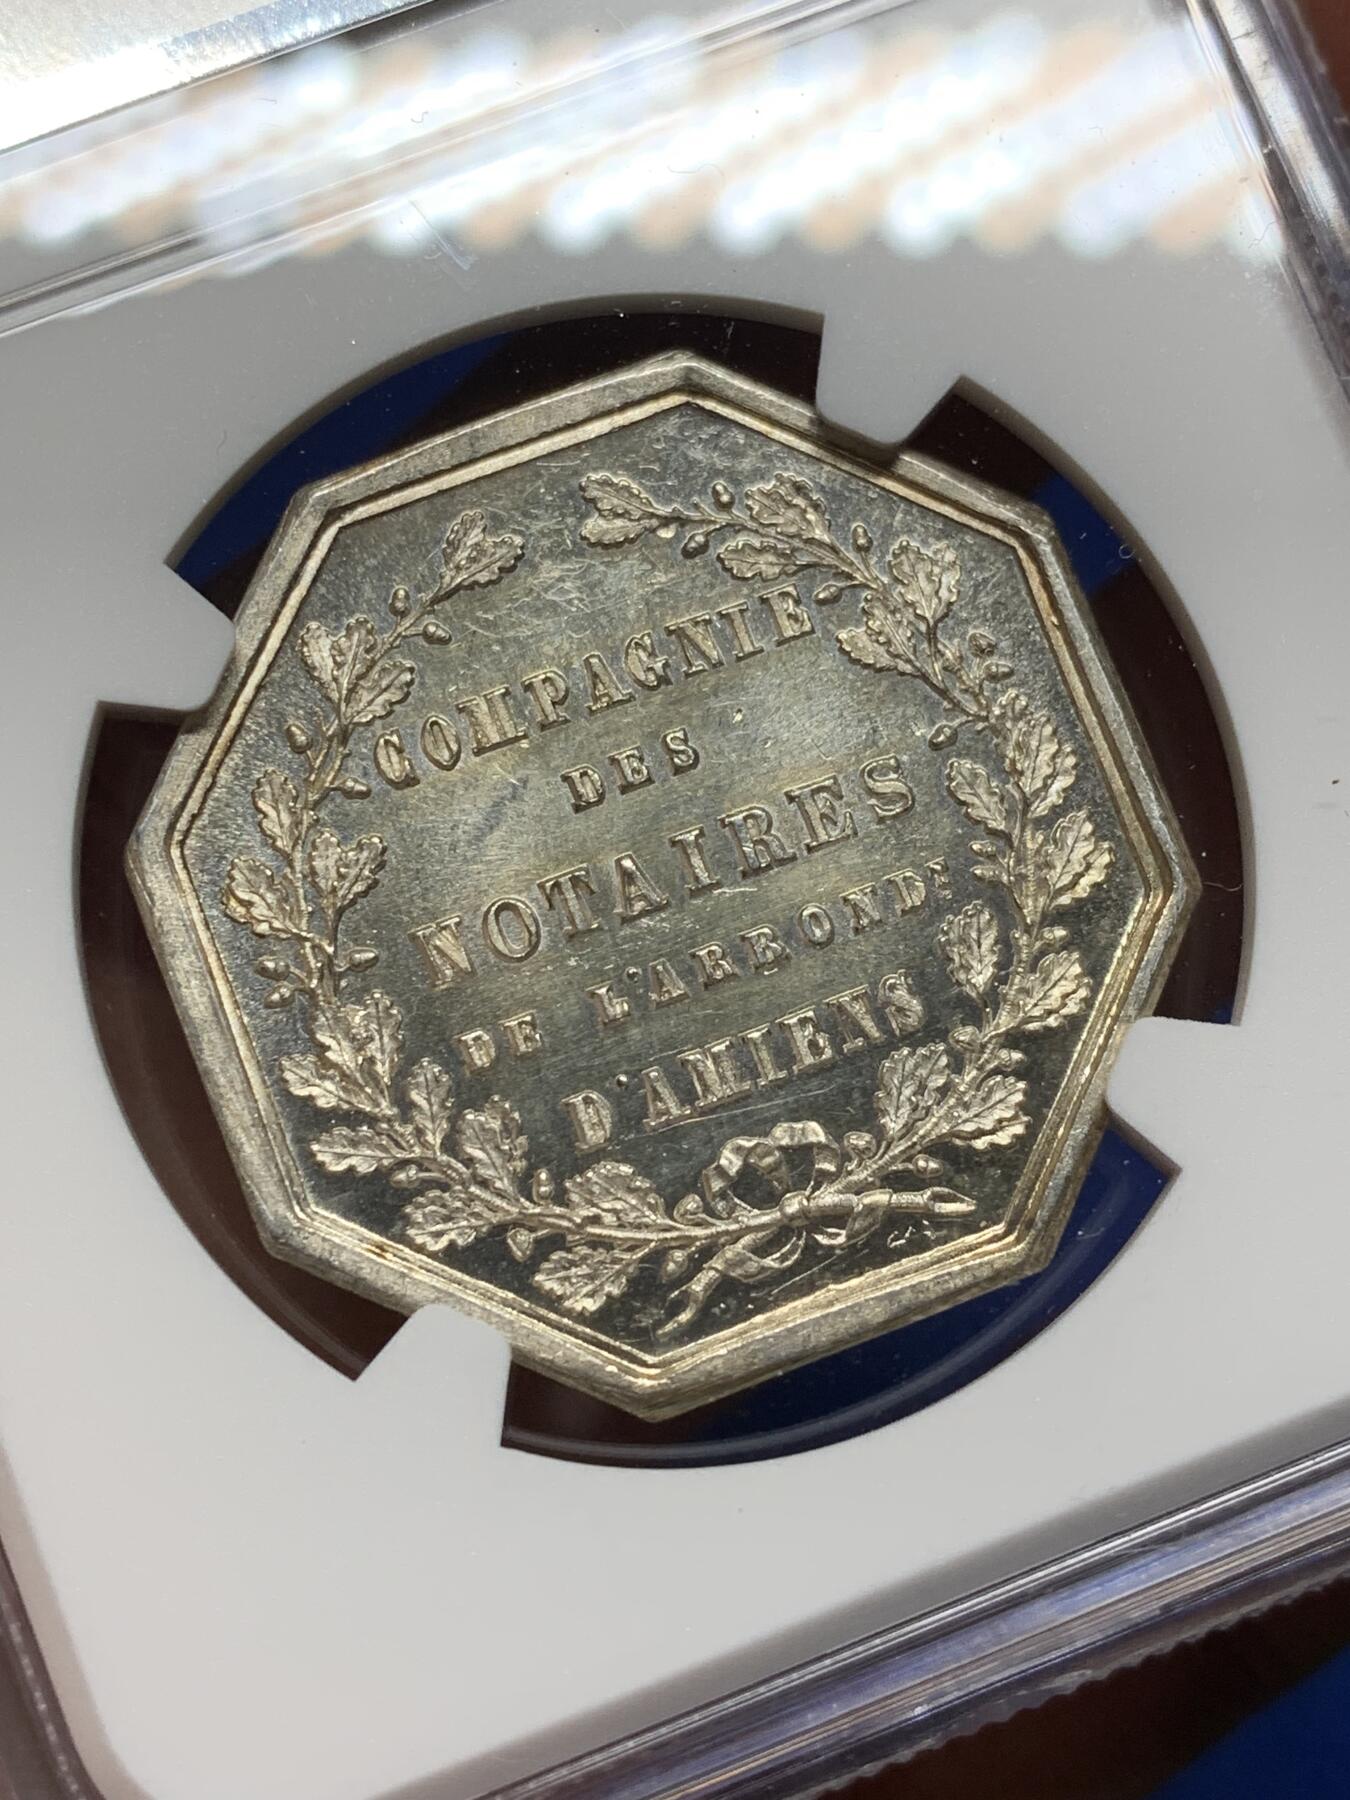 COMPAGNIE
DES
NOTAIRES
DE L'ARRONDT
D'AMIENS